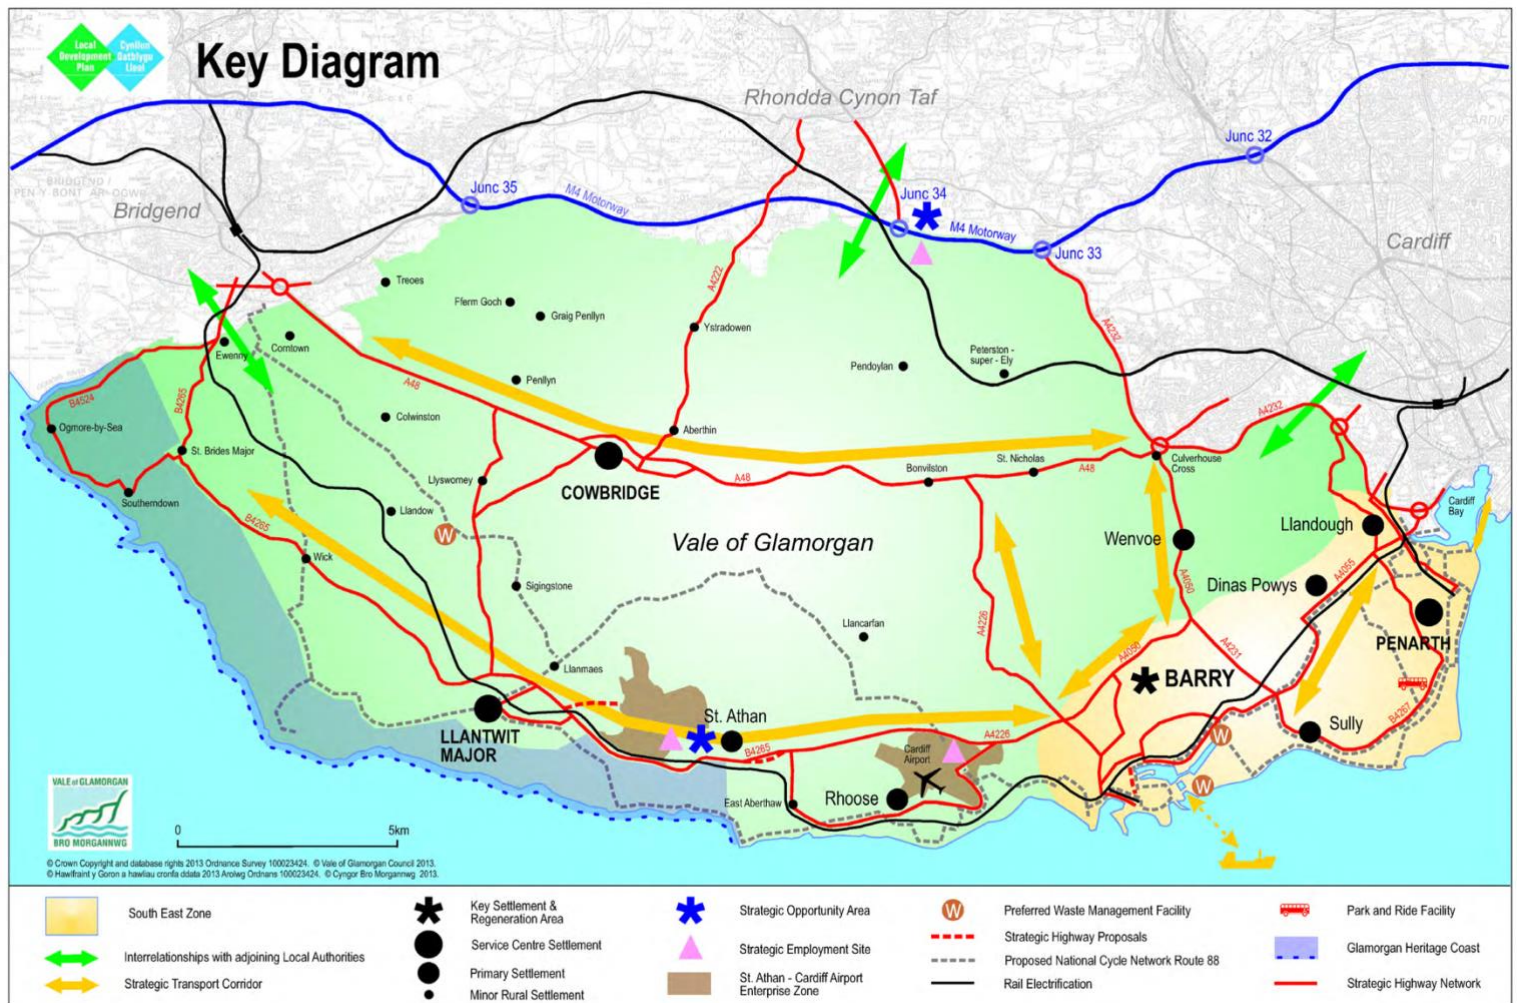 Local
Development
Plan
Cynllun
Datblygu
Lleol
Key Diagram
Rhondda Cynon Taf
Junc 32
Junc 35
M4 Motorway
Junc 34
M4 Motorway
Junc 33
Bridgend
Cardiff
Treoes
Fferm Goch
Graig Penllyn
A4222
Ystradowen
A4232
Ewenny
Corntown
Pendoylan
Peterston -
super - Ely
A48
Penllyn
B4524
B4265
Colwinston
Aberthin
A4232
Ogmore-by-Sea
St. Brides Major
COWBRIDGE
Llysworney
A48
Bonvilston
St. Nicholas
A48
Culverhouse
Cross
Southerndown
Llandow
B4265
W
Vale of Glamorgan
Wenvoe
Llandough
Cardiff
Bay
Wick
Sigingstone
A4050
Dinas Powys
A4055
Llancarfan
A4226
PENARTH
Llanmaes
A4050
A4231
BARRY
LLANTWIT
MAJOR
St. Athan
B4265
A4226
Cardiff
Airport
Sully
B4267
W
East Aberthaw
Rhoose
W
VALE of GLAMORGAN
BRO MORGANNWG
0 5km
© Crown Copyright and database rights 2013 Ordnance Survey 100023424. © Vale of Glamorgan Council 2013.
© Hawlfraint y Goron a hawliau cronfa ddata 2013 Arolwg Ordnans 100023424. © Cyngor Bro Morgannwg 2013.
South East Zone
Interrelationships with adjoining Local Authorities
Strategic Transport Corridor
Key Settlement &
Regeneration Area
Service Centre Settlement
Primary Settlement
Minor Rural Settlement
Strategic Opportunity Area
Strategic Employment Site
St. Athan - Cardiff Airport
Enterprise Zone
W
Preferred Waste Management Facility
Strategic Highway Proposals
Proposed National Cycle Network Route 88
Rail Electrification
Park and Ride Facility
Glamorgan Heritage Coast
Strategic Highway Network